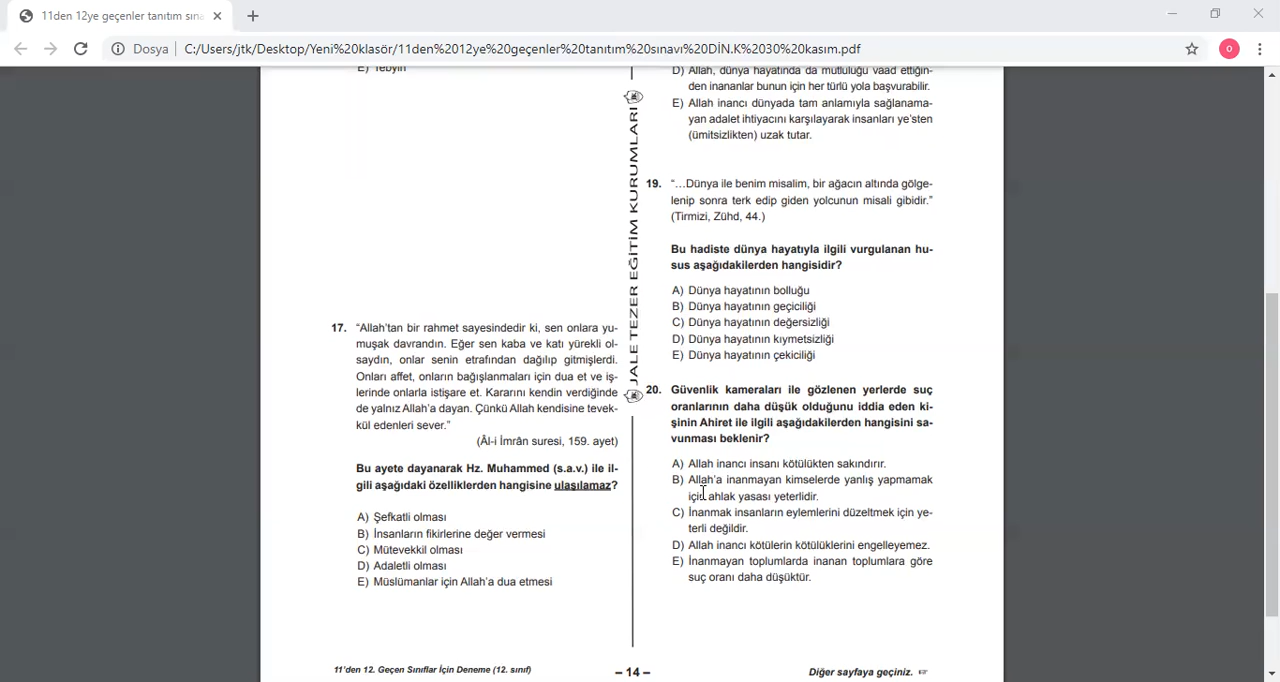 11den 12ye geçenler tanıtım sına
Dosya
C:/Users/jtk/Desktop/Yeni%20klasör/11den%2012ye%20geçenler%20tanıtım%20sınavı%20DİN.K%2030%20kasım.pdf
E) Tebyin
17. “Allah’tan bir rahmet sayesindedir ki, sen onlara yu-
muşak davrandın. Eğer sen kaba ve katı yürekli ol-
saydın, onlar senin etrafından dağılıp gitmişlerdi.
Onları affet, onların bağışlanmaları için dua et ve iş-
lerinde onlarla istişare et. Kararını kendin verdiğinde
de yalnız Allah’a dayan. Çünkü Allah kendisine tevek-
kül edenleri sever.”
(Âl-i İmrân suresi, 159. ayet)
Bu ayete dayanarak Hz. Muhammed (s.a.v.) ile il-
gili aşağıdaki özelliklerden hangisine ulaşılamaz?
A) Şefkatli olması
B) İnsanların fikirlerine değer vermesi
C) Mütevekkil olması
D) Adaletli olması
E) Müslümanlar için Allah’a dua etmesi
JALE TEZER EĞİTİM KURUMLARI
D) Allah, dünya hayatında da mutluluğu vaad ettiğin-
den inananlar bunun için her türlü yola başvurabilir.
E) Allah inancı dünyada tam anlamıyla sağlanama-
yan adalet ihtiyacını karşılayarak insanları ye’sten
(ümitsizlikten) uzak tutar.
19. “…Dünya ile benim misalim, bir ağacın altında gölge-
lenip sonra terk edip giden yolcunun misali gibidir.”
(Tirmizi, Zühd, 44.)
Bu hadiste dünya hayatıyla ilgili vurgulanan hu-
sus aşağıdakilerden hangisidir?
A) Dünya hayatının bolluğu
B) Dünya hayatının geçiciliği
C) Dünya hayatının değersizliği
D) Dünya hayatının kıymetsizliği
E) Dünya hayatının çekiciliği
20. Güvenlik kameraları ile gözlenen yerlerde suç
oranlarının daha düşük olduğunu iddia eden ki-
şinin Ahiret ile ilgili aşağıdakilerden hangisini sa-
vunması beklenir?
A) Allah inancı insanı kötülükten sakındırır.
B) Allah’a inanmayan kimselerde yanlış yapmamak
için ahlak yasası yeterlidir.
C) İnanmak insanların eylemlerini düzeltmek için ye-
terli değildir.
D) Allah inancı kötülerin kötülüklerini engelleyemez.
E) İnanmayan toplumlarda inanan toplumlara göre
suç oranı daha düşüktür.
11’den 12. Geçen Sınıflar İçin Deneme (12. sınıf)
– 14 –
Diğer sayfaya geçiniz.